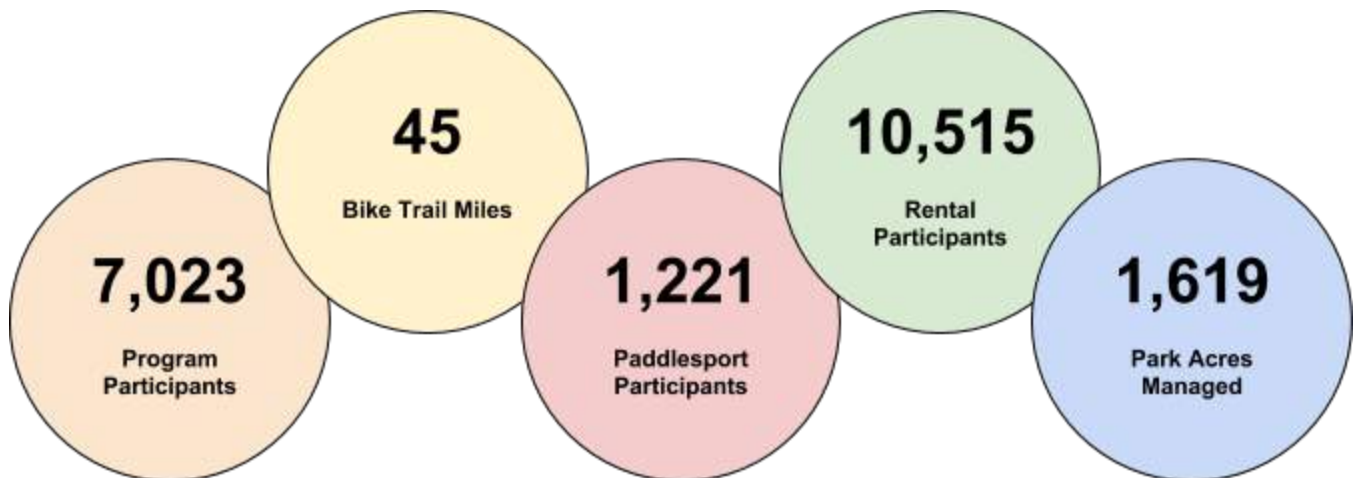 7,023
Program
Participants
45
Bike Trail Miles
1,221
Paddlesport
Participants
10,515
Rental
Participants
1,619
Park Acres
Managed